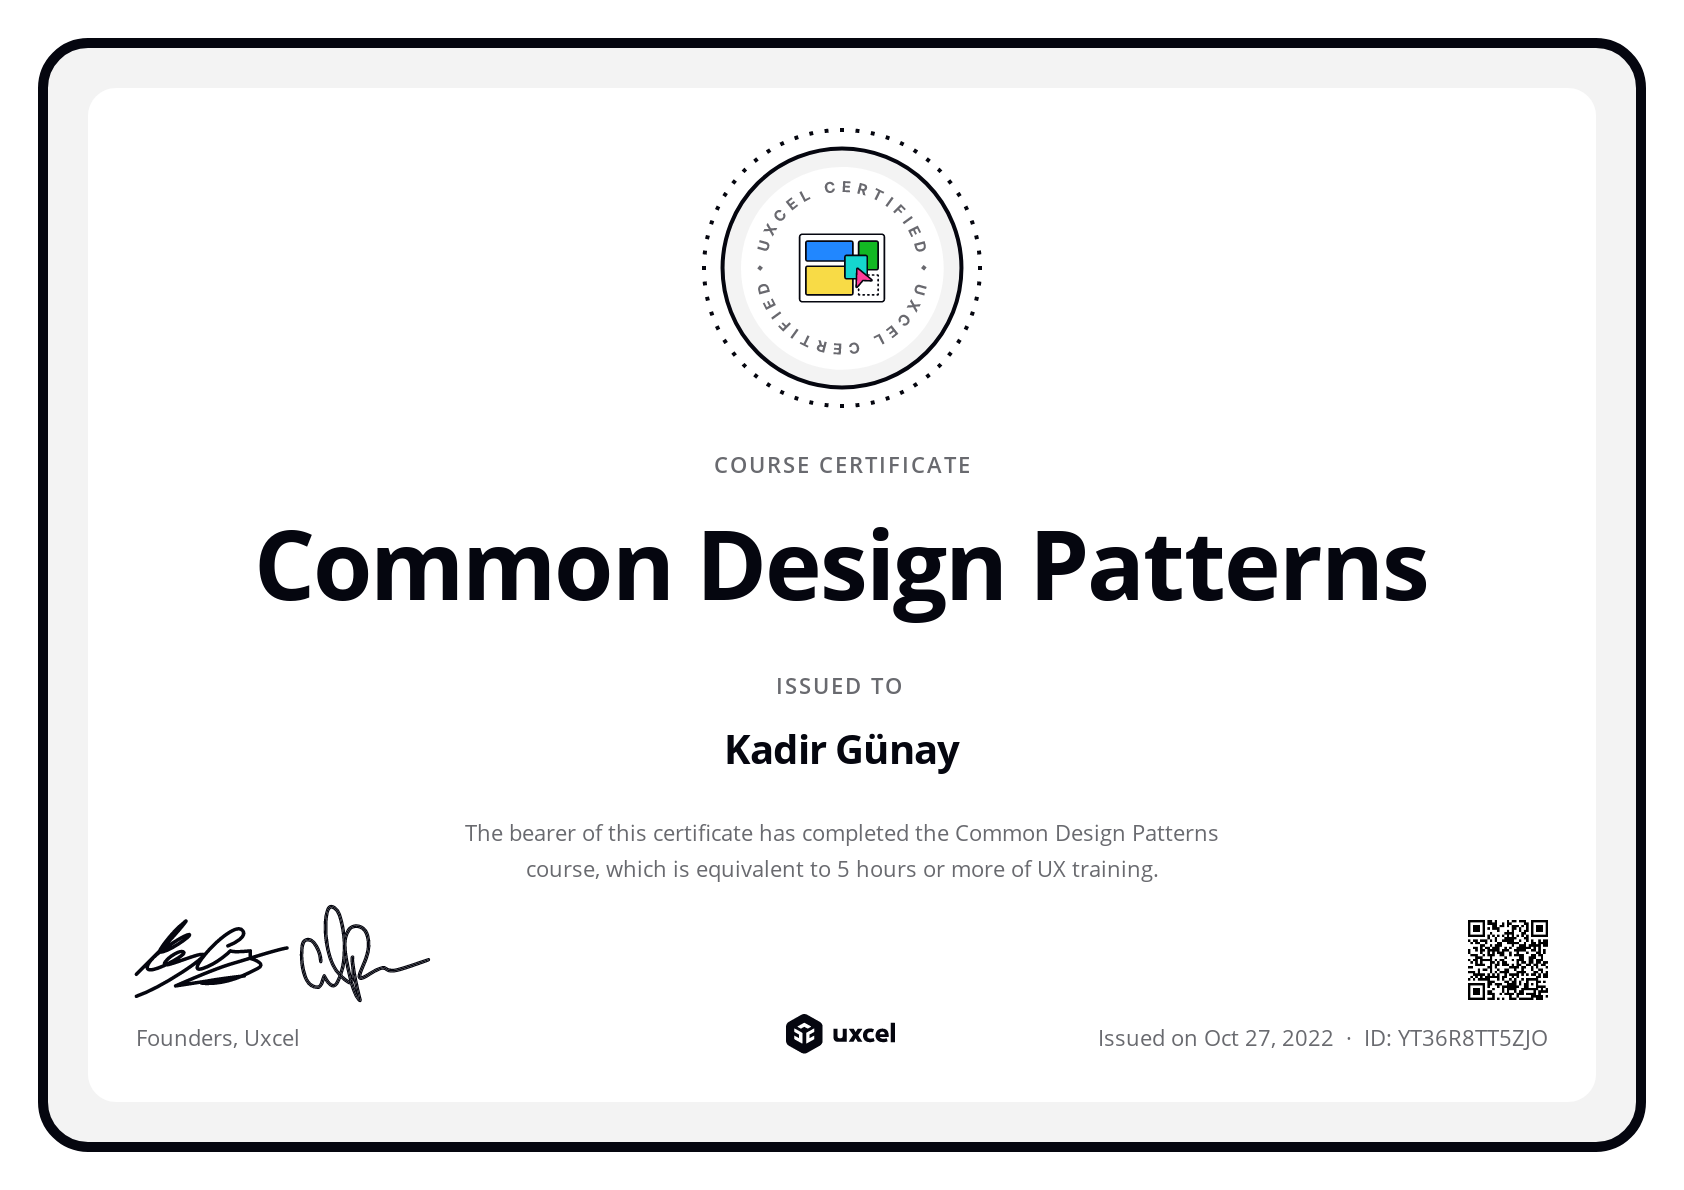 UXCEL CERTIFIED • UXCEL CERTIFIED •
COURSE CERTIFICATE
Common Design Patterns
ISSUED TO
Kadir Günay
The bearer of this certificate has completed the Common Design Patterns
course, which is equivalent to 5 hours or more of UX training.
Founders, Uxcel
uxcel
Issued on Oct 27, 2022 · ID: YT36R8TT5ZJO